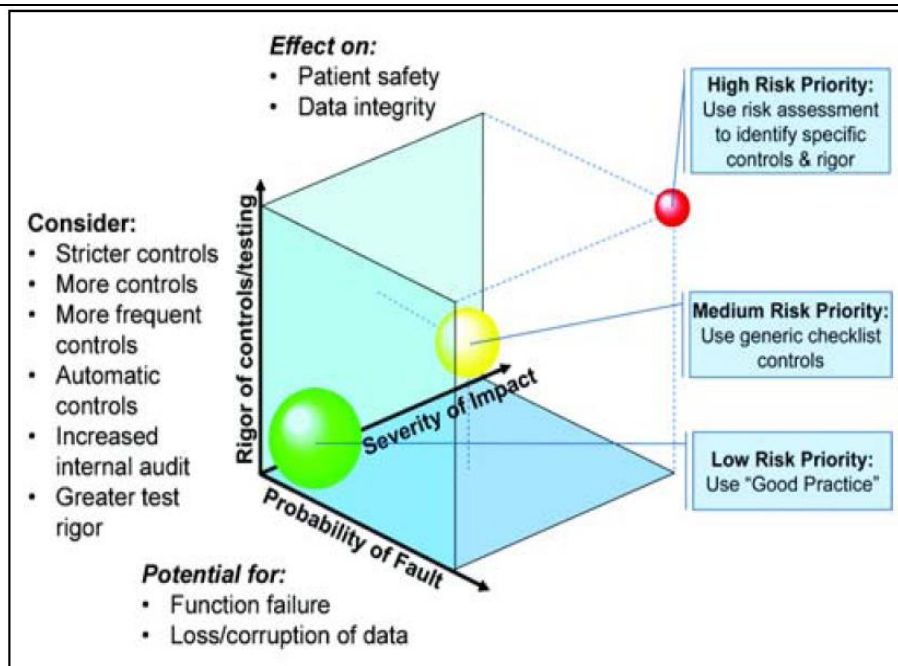 Effect on:
• Patient safety
• Data integrity
High Risk Priority:
Use risk assessment
to identify specific
controls & rigor
Consider:
• Stricter controls
• More controls
• More frequent
controls
• Automatic
controls
• Increased
internal audit
• Greater test
rigor
Rigor of controls/testing
Medium Risk Priority:
Use generic checklist
controls
Severity of Impact
Low Risk Priority:
Use “Good Practice”
Probability of Fault
Potential for:
• Function failure
• Loss/corruption of data